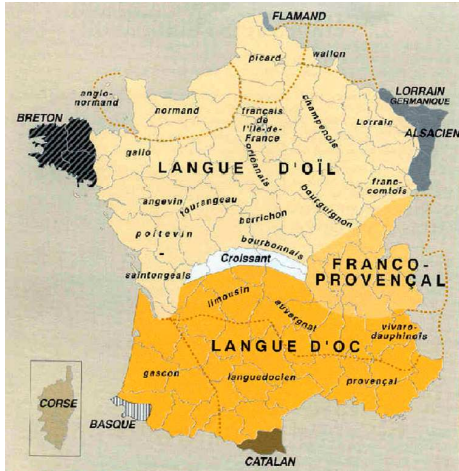 FLAMAND
picard
wallon
LORRAIN
GERMANIQUE
anglo-
normand
normand
BRETON
français
de
l'Ile-de-
France
champenois
Lorrain
ALSACIEN
gallo
LANGUE D'OÏL
orléanais
franc-
comtois
angevin
tourangeau
bourguignon
berrichon
poitevin
-
saintongeais
bourbonnais
Croissant
FRANCO-
PROVENÇAL
limousin
auvergnat
vivaro-
dauphinois
LANGUE D'OC
gascon
languedocien
provençal
CORSE
BASQUE
CATALAN